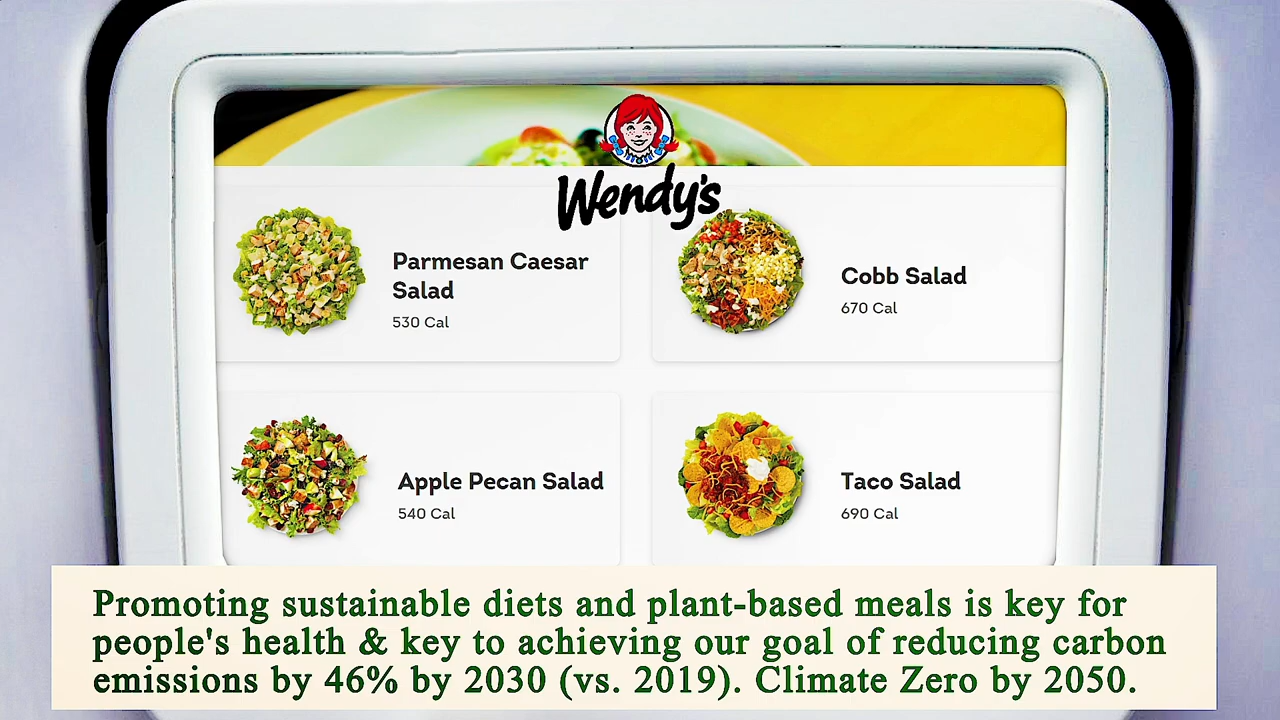 Wendy's
Parmesan Caesar
Salad
530 Cal
Cobb Salad
670 Cal
Apple Pecan Salad
540 Cal
Taco Salad
690 Cal
Promoting sustainable diets and plant-based meals is key for
people's health & key to achieving our goal of reducing carbon
emissions by 46% by 2030 (vs. 2019). Climate Zero by 2050.